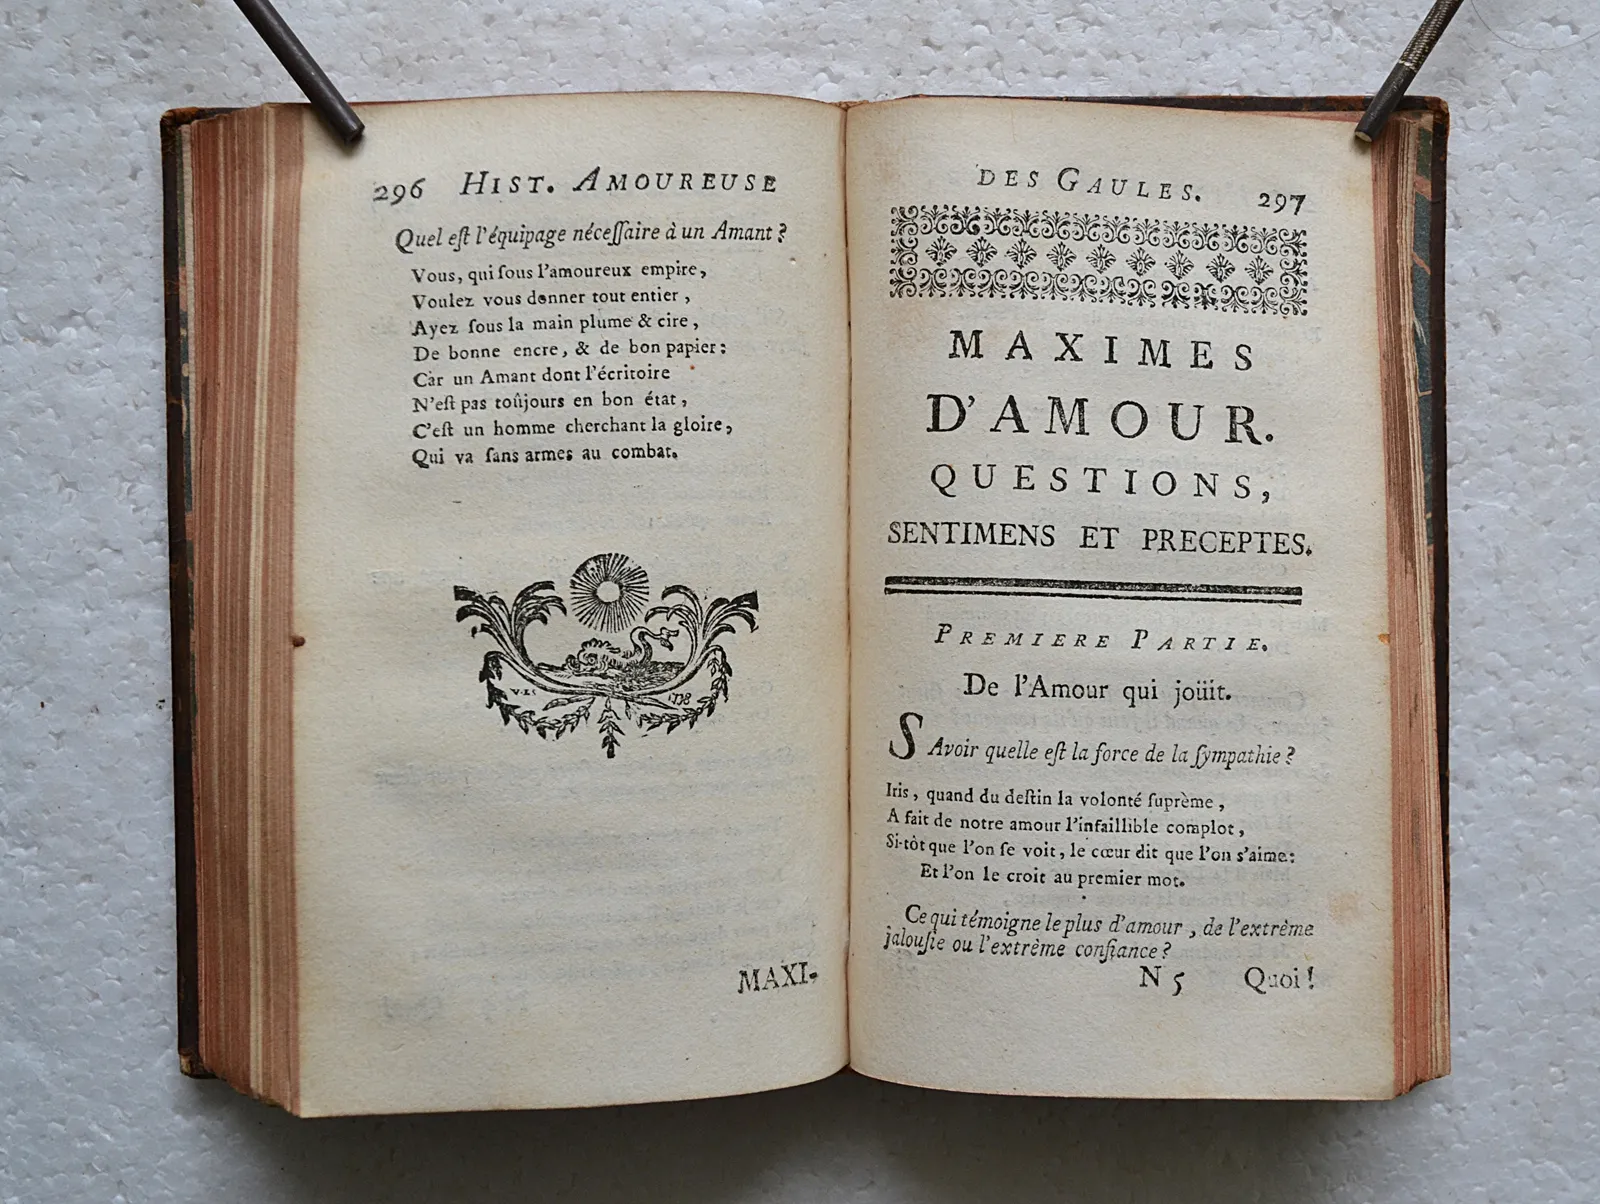 296 HIST. AMOUREUSE
Quel eſt l'équipage néceſſaire à un Amant?
Vous, qui ſous l'amoureux empire,
Voulez vous donner tout entier,
Ayez ſous la main plume & cire,
De bonne encre, & de bon papier:
Car un Amant dont l'écritoire
N'eſt pas toûjours en bon état,
C'eſt un homme cherchant la gloire,
Qui va ſans armes au combat.
MAXI-
DES GAULES. 297
MAXIMES
D'AMOUR.
QUESTIONS,
SENTIMENS ET PRECEPTES.
PREMIERE PARTIE.
De l'Amour qui joüit.
SAvoir quelle eſt la force de la ſympathie?
Iris, quand du deſtin la volonté ſuprème,
A fait de notre amour l'infaillible complot,
Si-tòt que l'on ſe voit, le cœur dit que l'on s'aime:
Et l'on le croit au premier mot.
Ce qui témoigne le plus d'amour, de l'extrême
jalouſie ou l'extrême confiance?
N 5 Quoi!